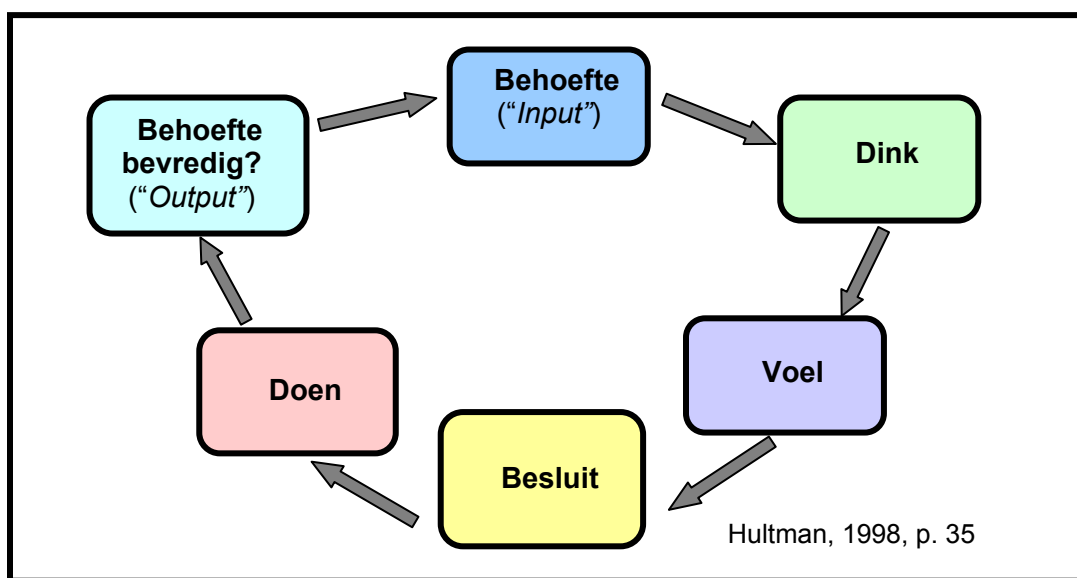 Behoefte
(“Input”)
Dink
Voel
Besluit
Doen
Behoefte
bevredig?
(“Output”)
Hultman, 1998, p. 35